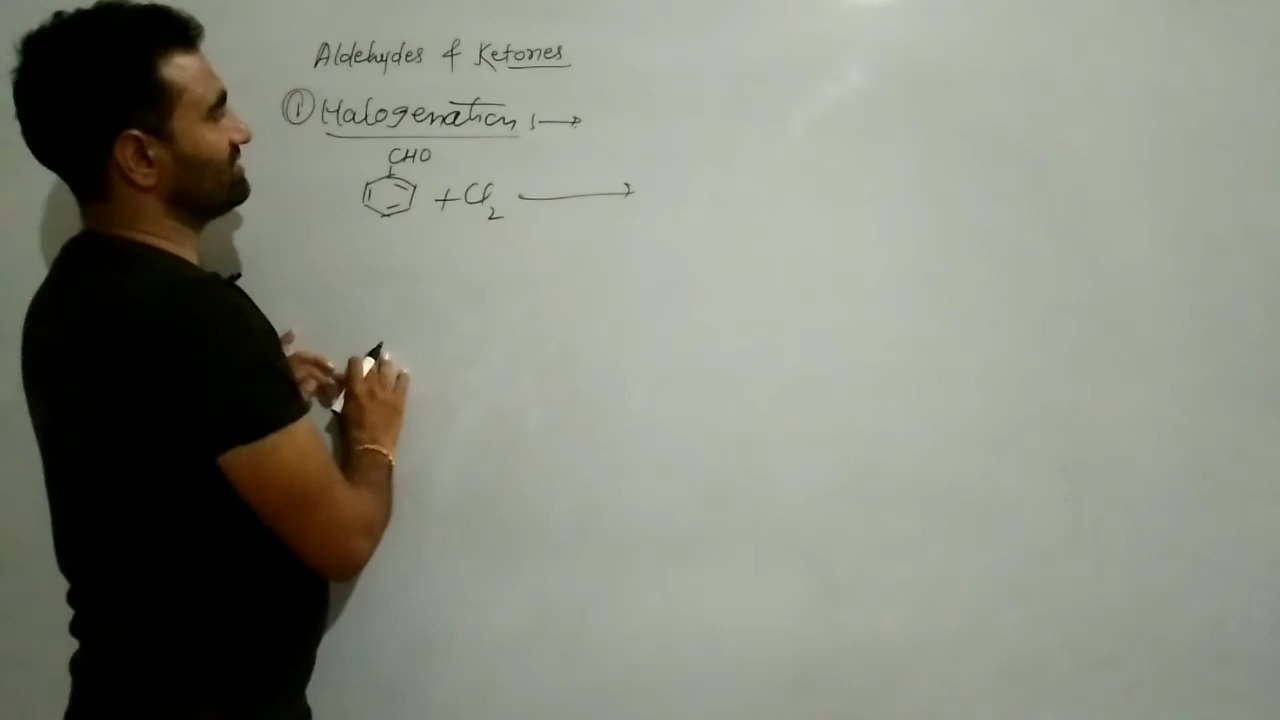 Aldehydes & Ketones
① Halogenation :→
CHO
+ Cl₂ →